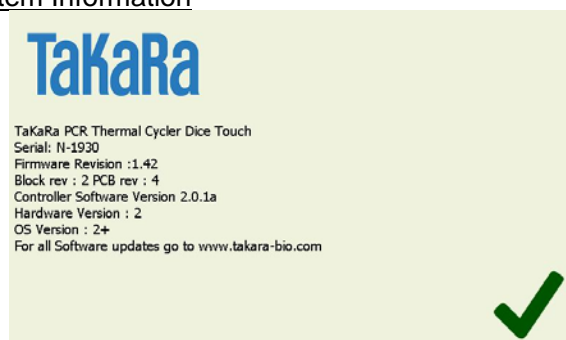 tem Information
TaKaRa
TaKaRa PCR Thermal Cycler Dice Touch
Serial: N-1930
Firmware Revision :1.42
Block rev : 2 PCB rev : 4
Controller Software Version 2.0.1a
Hardware Version : 2
OS Version : 2+
For all Software updates go to www.takara-bio.com